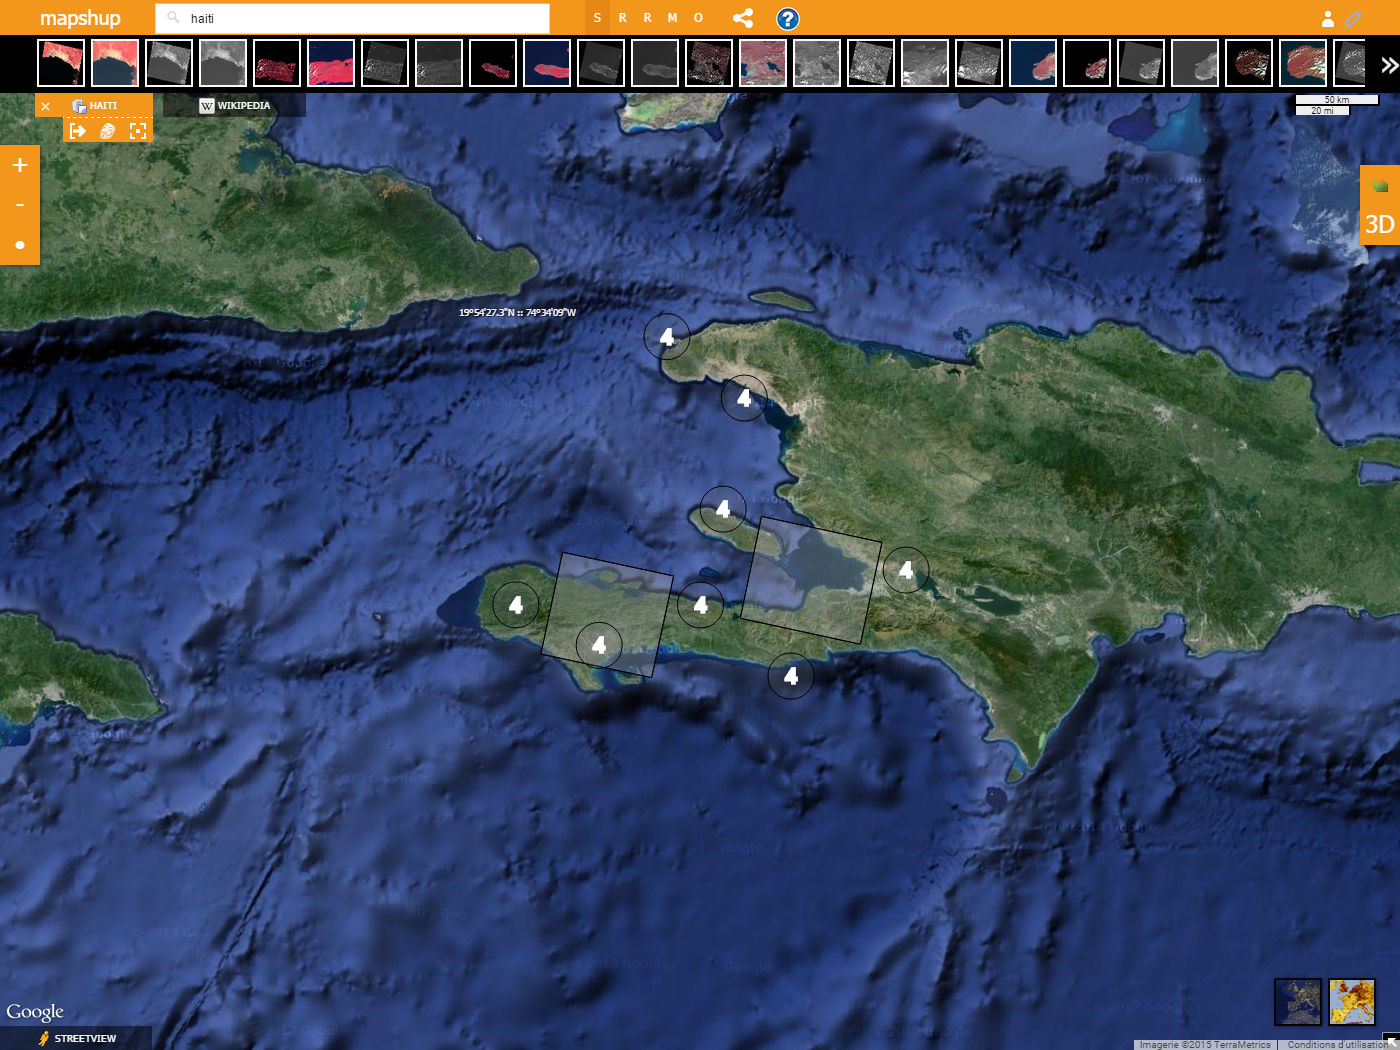 mapshup
haiti
S R R M O
?
»
HAITI
W WIKIPEDIA
50 km
20 mi
+
-
3D
19°54'27.3"N :: 74°34'09"W
4
4
4
4
4
4
4
4
Google
STREETVIEW
Imagerie ©2015 TerraMetrics
Conditions d'utilisation